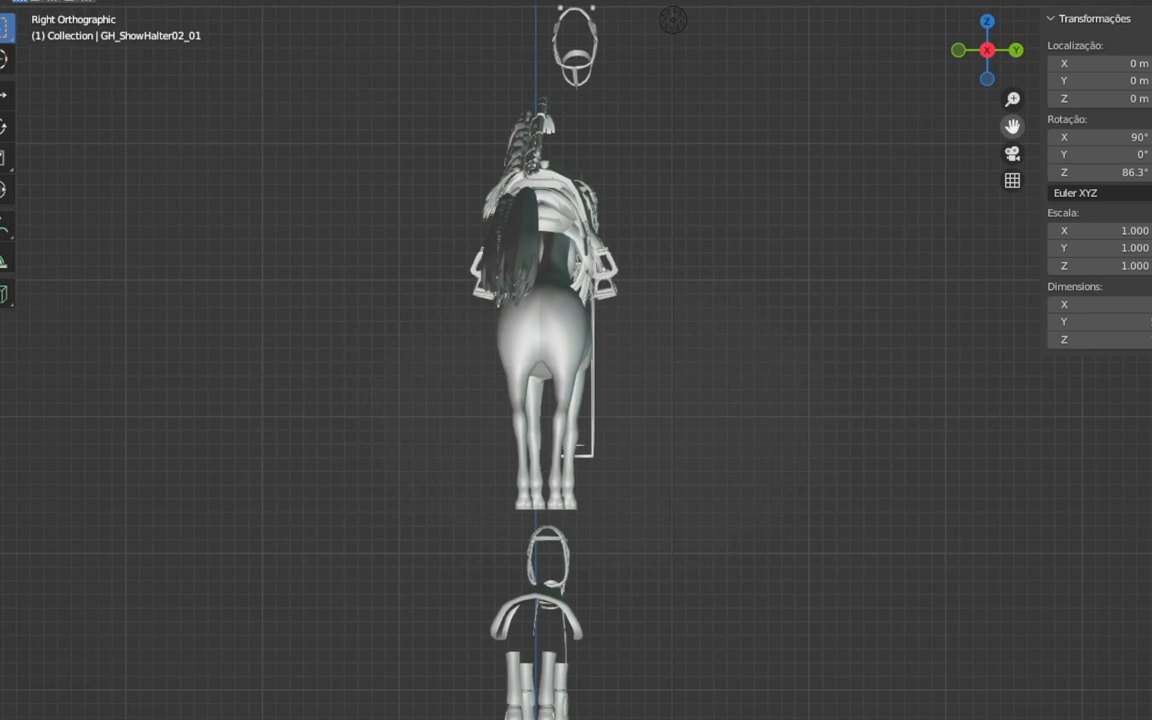 Right Orthographic
(1) Collection | GH_ShowHalter02_01
Z
X
Y
Transformações
Localização:
X 0 m
Y 0 m
Z 0 m
Rotação:
X 90°
Y 0°
Z 86.3°
Euler XYZ
Escala:
X 1.000
Y 1.000
Z 1.000
Dimensions:
X
Y
Z